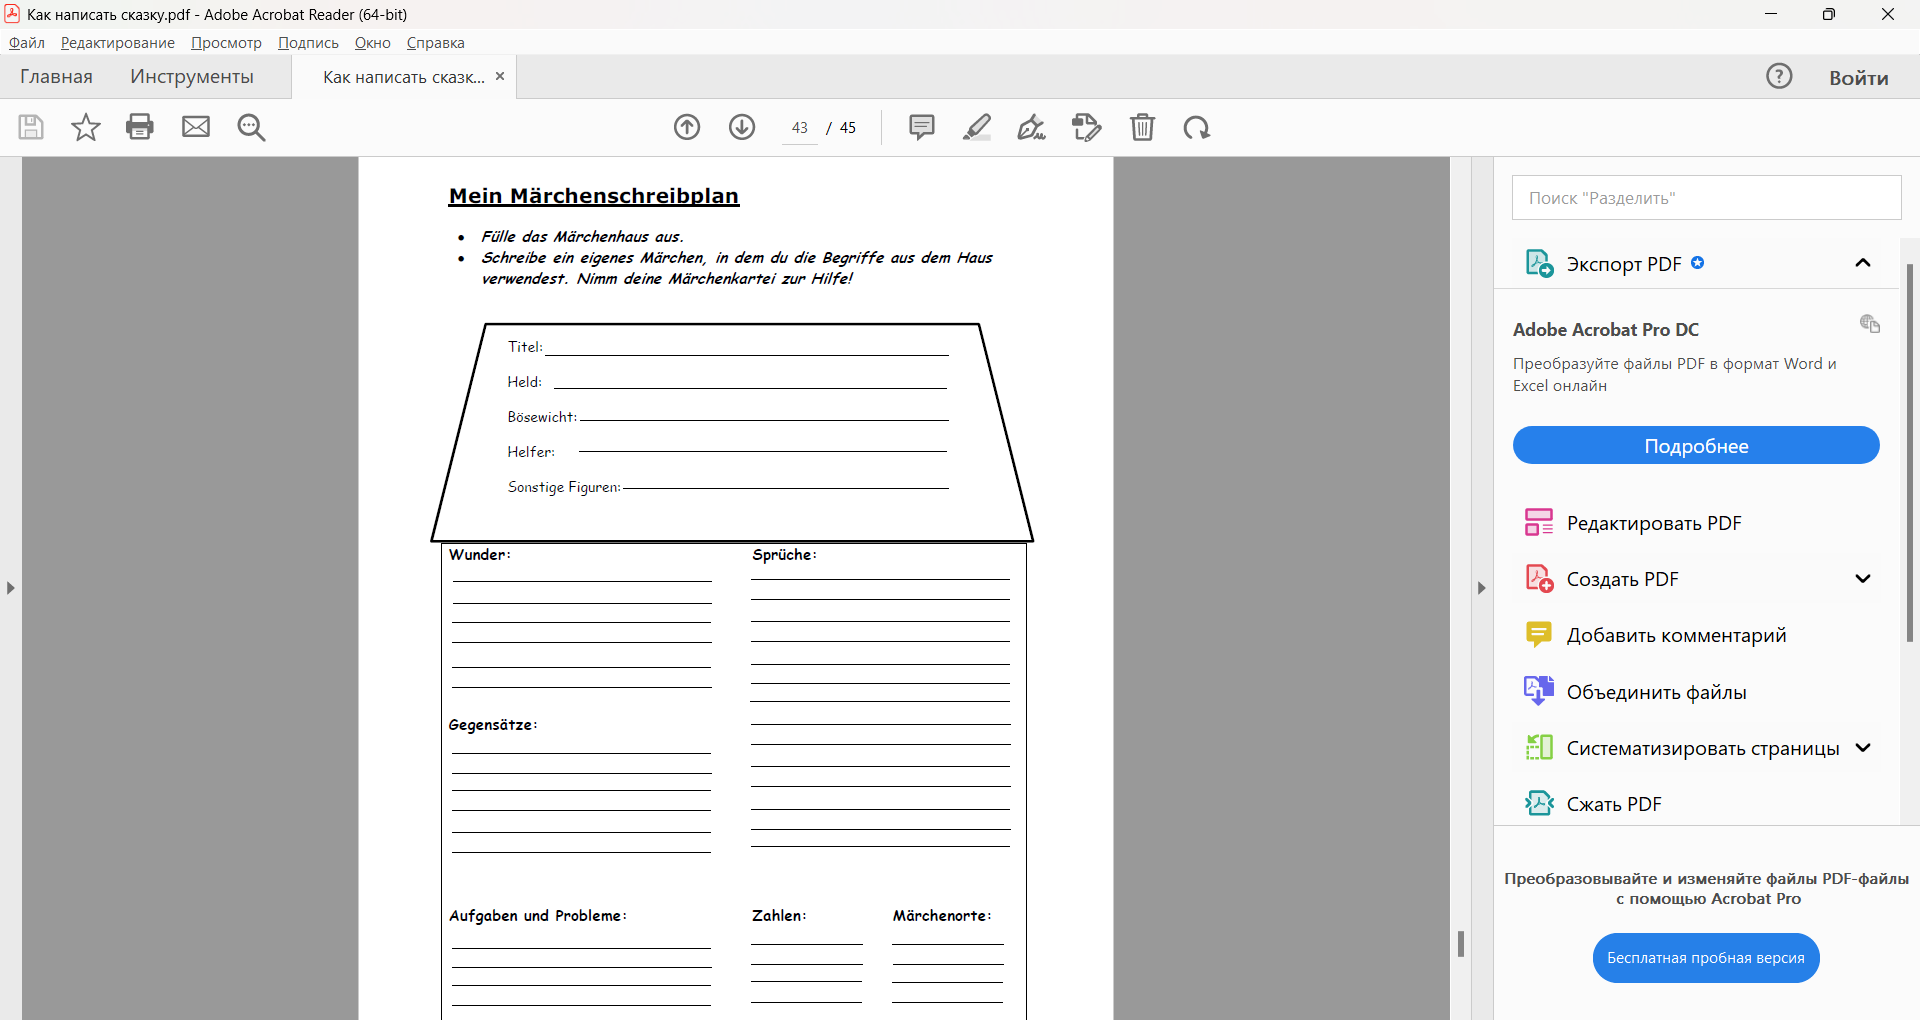 Как написать сказку.pdf - Adobe Acrobat Reader (64-bit)
Файл Редактирование Просмотр Подпись Окно Справка
Главная Инструменты Как написать сказк... Войти
43 / 45
Mein Märchenschreibplan
• Fülle das Märchenhaus aus.
• Schreibe ein eigenes Märchen, in dem du die Begriffe aus dem Haus
verwendest. Nimm deine Märchenkartei zur Hilfe!
Titel:
Held:
Bösewicht:
Helfer:
Sonstige Figuren:
Wunder: Sprüche:
Gegensätze:
Aufgaben und Probleme: Zahlen: Märchenorte:
Поиск "Разделить"
Экспорт PDF
Adobe Acrobat Pro DC
Преобразуйте файлы PDF в формат Word и
Excel онлайн
Подробнее
Редактировать PDF
Создать PDF
Добавить комментарий
Объединить файлы
Систематизировать страницы
Сжать PDF
Преобразовывайте и изменяйте файлы PDF-файлы
с помощью Acrobat Pro
Бесплатная пробная версия